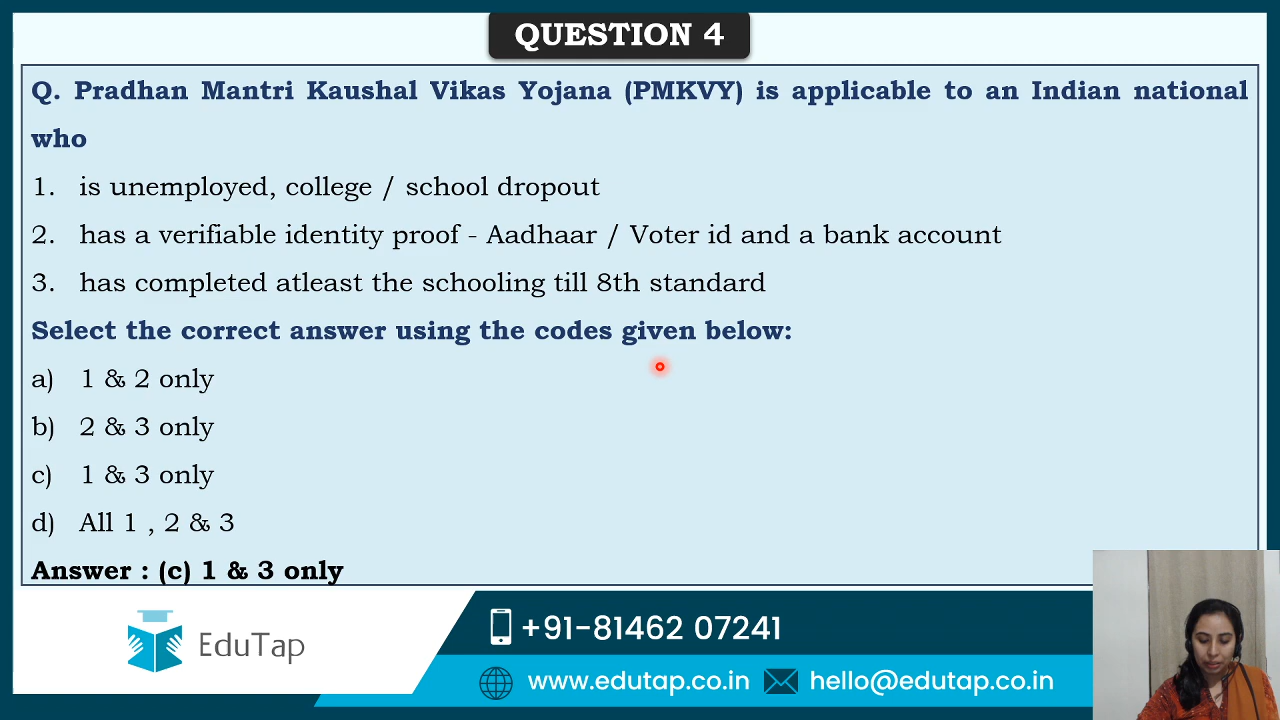 QUESTION 4
Q. Pradhan Mantri Kaushal Vikas Yojana (PMKVY) is applicable to an Indian national
who
1. is unemployed, college / school dropout
2. has a verifiable identity proof - Aadhaar / Voter id and a bank account
3. has completed atleast the schooling till 8th standard
Select the correct answer using the codes given below:
a) 1 & 2 only
b) 2 & 3 only
c) 1 & 3 only
d) All 1 , 2 & 3
Answer : (c) 1 & 3 only
EduTap
+91-81462 07241
www.edutap.co.in
hello@edutap.co.in